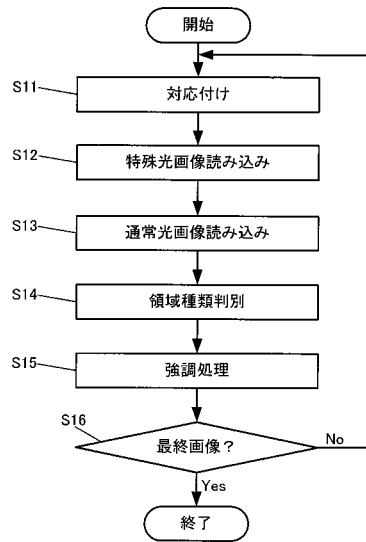 開始
S11
対応付け
S12
特殊光画像読み込み
S13
通常光画像読み込み
S14
領域種類判別
S15
強調処理
S16
最終画像?
No
Yes
終了